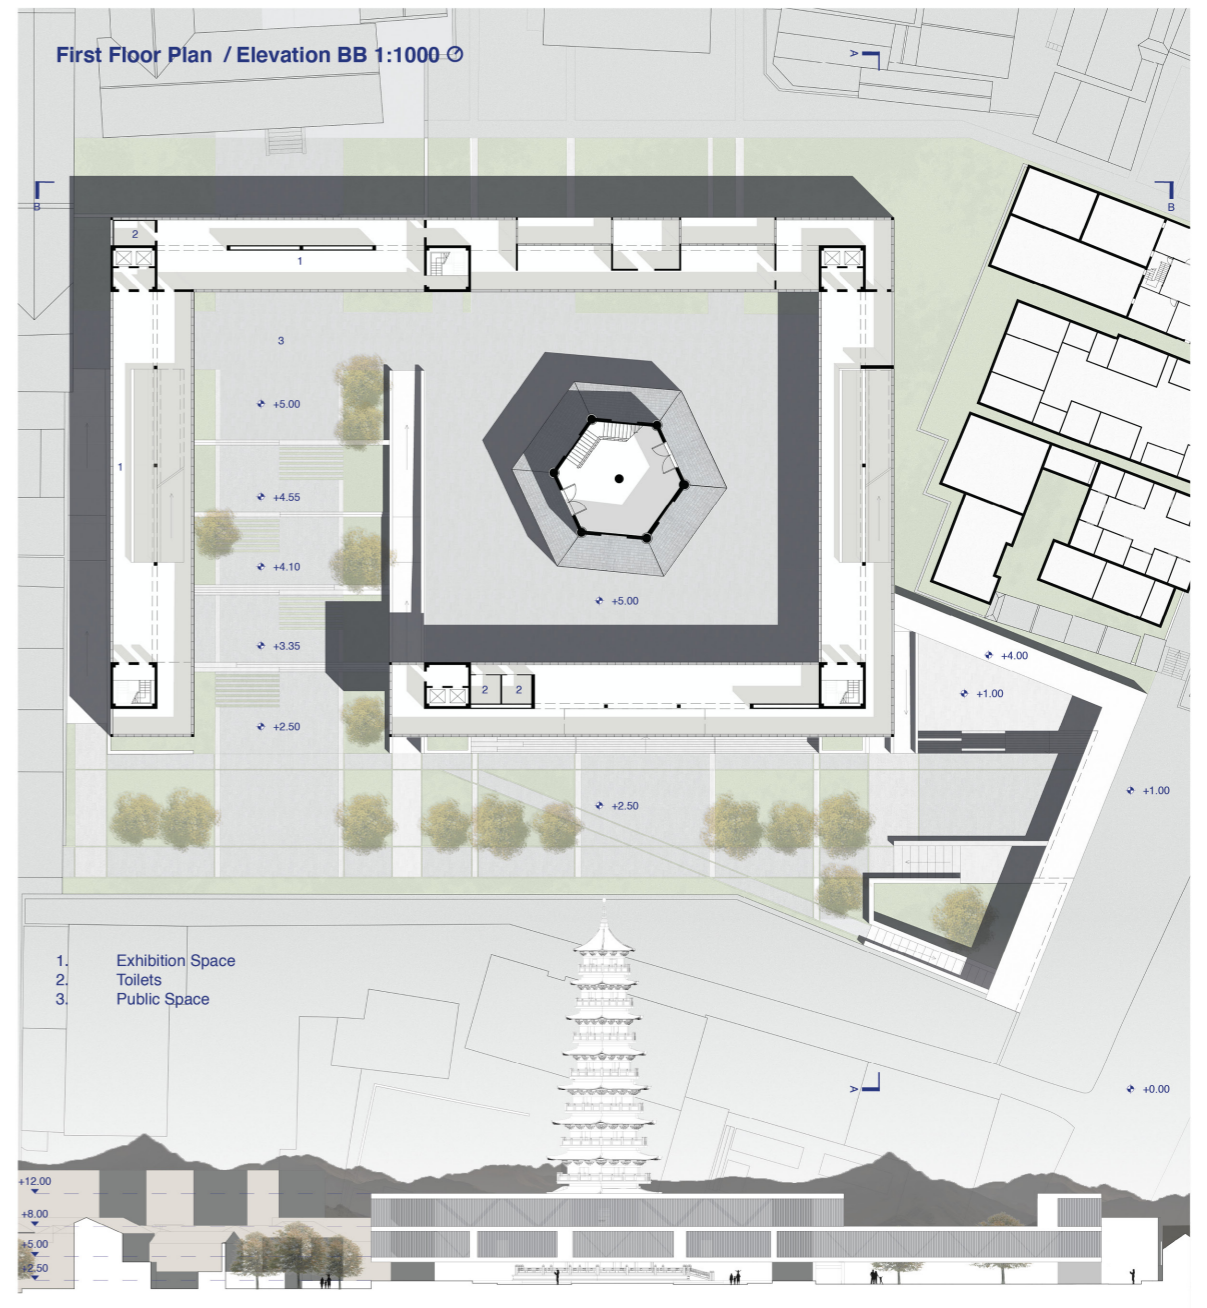 First Floor Plan / Elevation BB 1:1000
A
B
B
2
1
3
+5.00
1
+4.55
+4.10
+5.00
+3.35
+4.00
2
2
+1.00
+2.50
+1.00
+2.50
1. Exhibition Space
2. Toilets
3. Public Space
A
+0.00
+12.00
+8.00
+5.00
+2.50